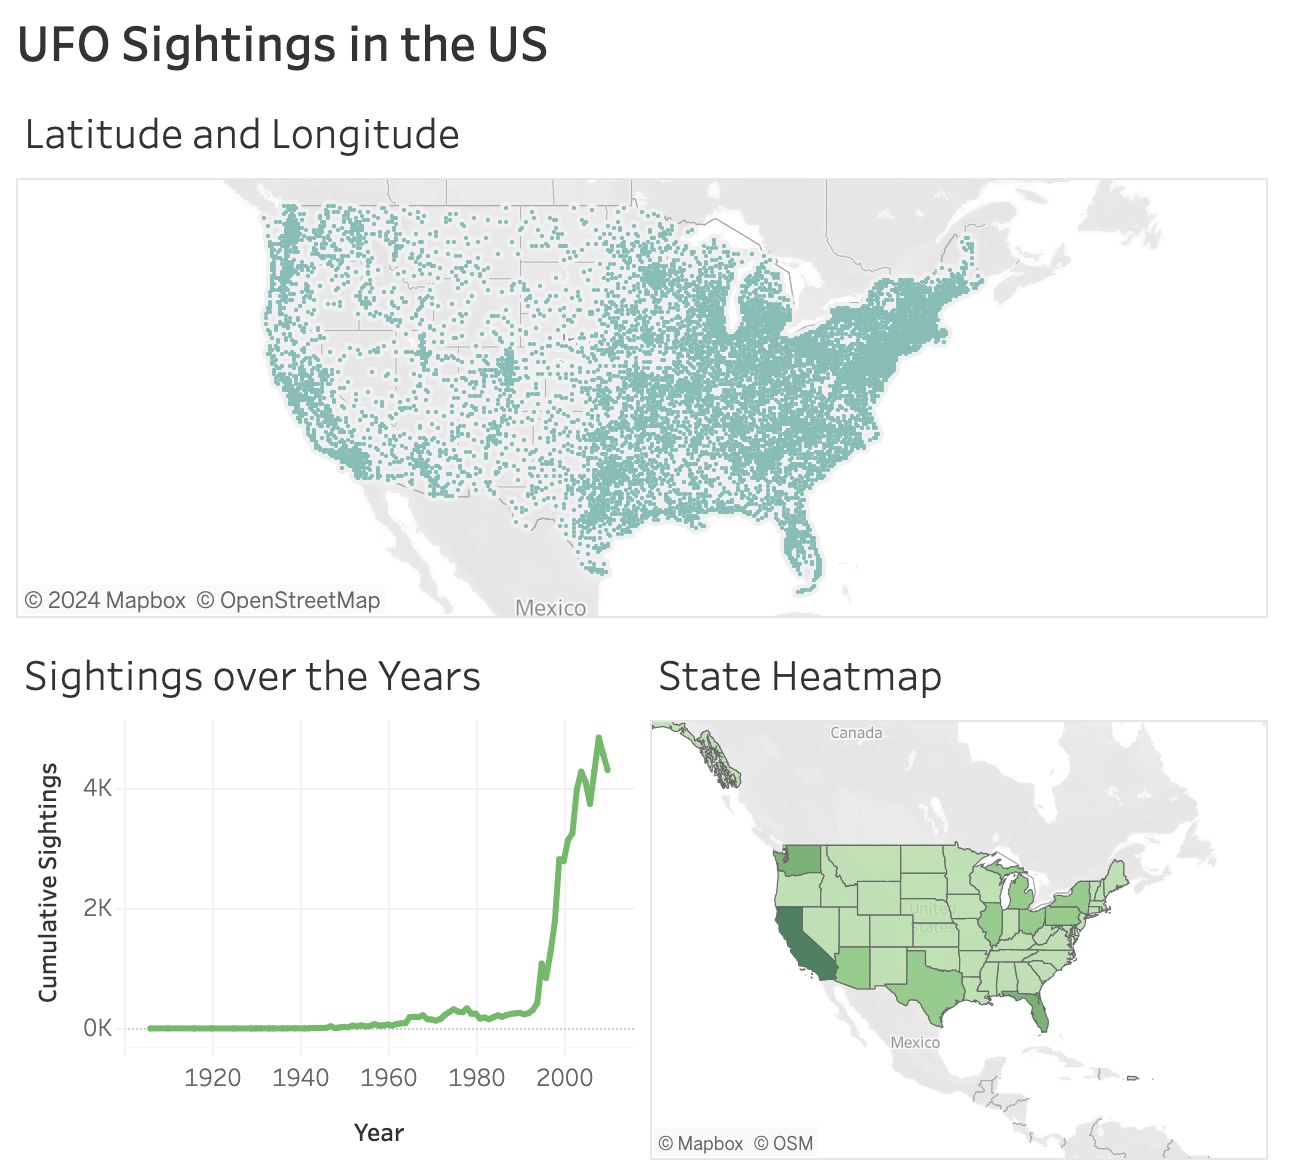 UFO Sightings in the US
Latitude and Longitude
Mexico
© 2024 Mapbox © OpenStreetMap
Sightings over the Years
Cumulative Sightings
4K
2K
0K
1920 1940 1960 1980 2000
Year
State Heatmap
Canada
United
States
Mexico
© Mapbox © OSM